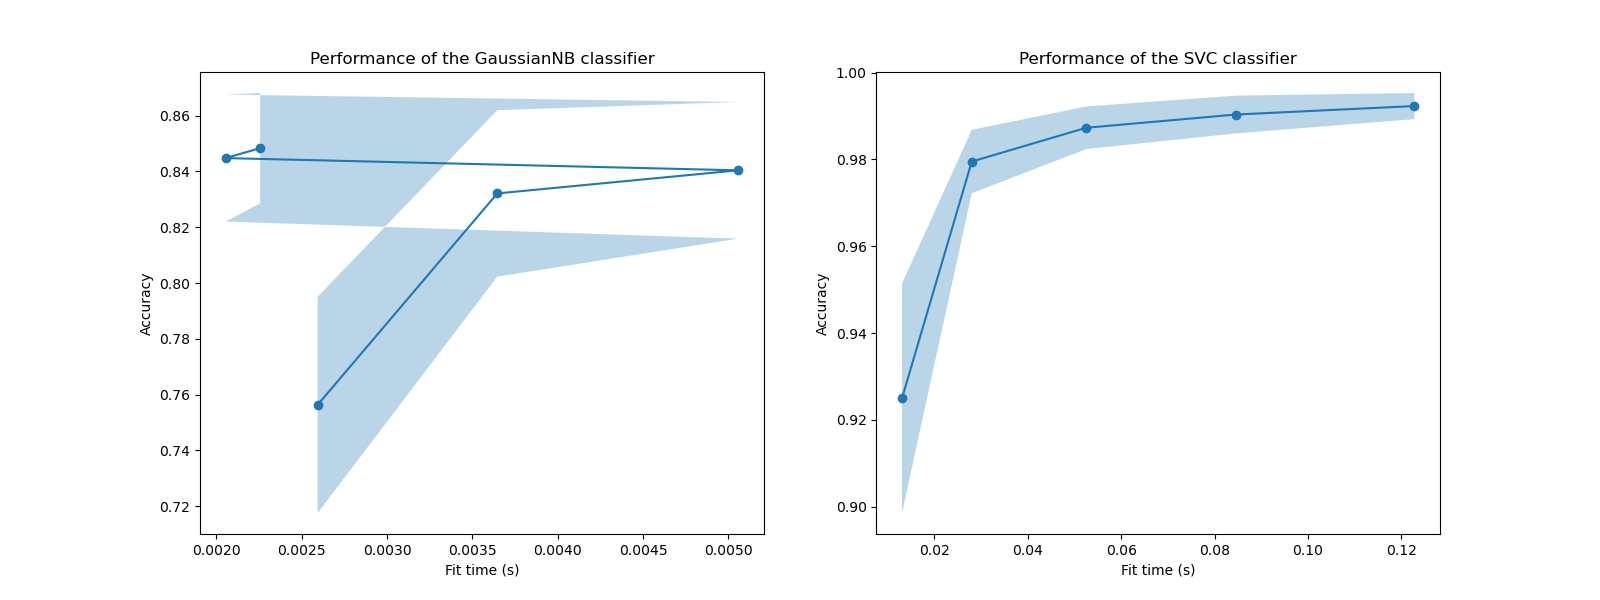 Performance of the GaussianNB classifier
0.86
0.84
0.82
0.80
0.78
0.76
0.74
0.72
Accuracy
0.0020 0.0025 0.0030 0.0035 0.0040 0.0045 0.0050
Fit time (s)
Performance of the SVC classifier
1.00
0.98
0.96
0.94
0.92
0.90
Accuracy
0.02 0.04 0.06 0.08 0.10 0.12
Fit time (s)